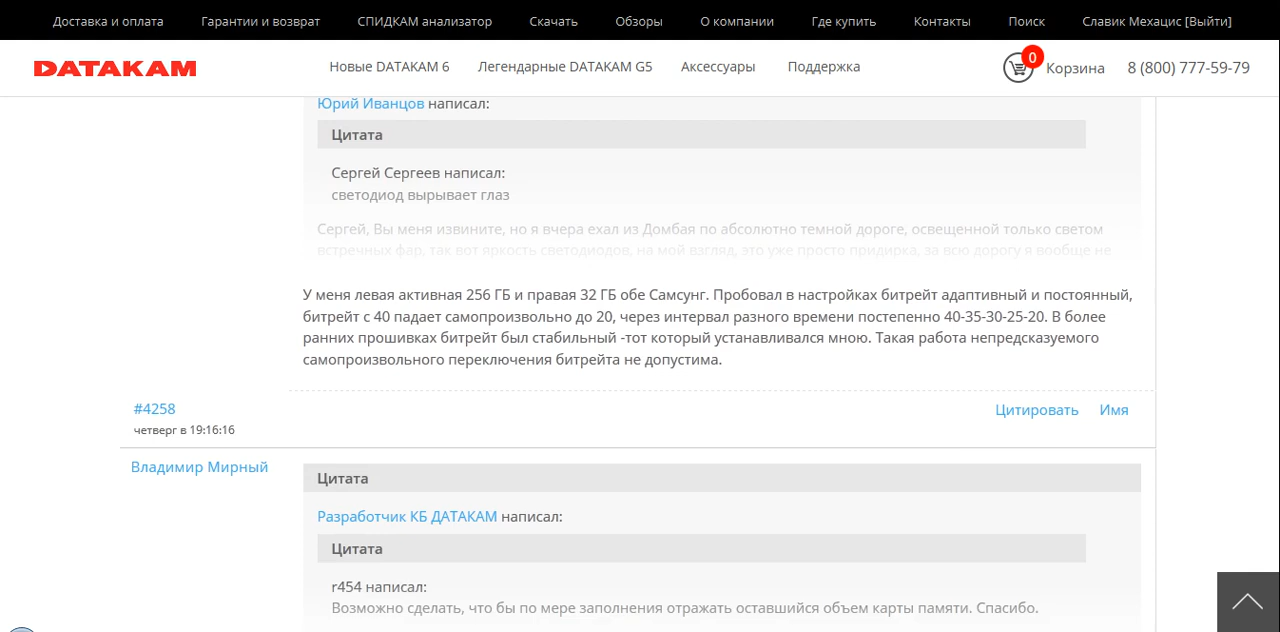 Доставка и оплата Гарантии и возврат СПИДКАМ анализатор Скачать Обзоры О компании Где купить Контакты Поиск Славик Мехацис [Выйти]
DATAKAM Новые DATAKAM 6 Легендарные DATAKAM G5 Аксессуары Поддержка 0 Корзина 8 (800) 777-59-79
Юрий Иванцов написал:
Цитата
Сергей Сергеев написал:
светодиод вырывает глаз
Сергей, Вы меня извините, но я вчера ехал из Домбая по абсолютно темной дороге, освещенной только светом
встречных фар, так вот яркость светодиодов, на мой взгляд, это уже просто придирка, за всю дорогу я вообще не
У меня левая активная 256 ГБ и правая 32 ГБ обе Самсунг. Пробовал в настройках битрейт адаптивный и постоянный,
битрейт с 40 падает самопроизвольно до 20, через интервал разного времени постепенно 40-35-30-25-20. В более
ранних прошивках битрейт был стабильный -тот который устанавливался мною. Такая работа непредсказуемого
самопроизвольного переключения битрейта не допустима.
#4258 Цитировать Имя
четверг в 19:16:16
Владимир Мирный
Цитата
Разработчик КБ ДАТАКАМ написал:
Цитата
r454 написал:
Возможно сделать, что бы по мере заполнения отражать оставшийся объем карты памяти. Спасибо.